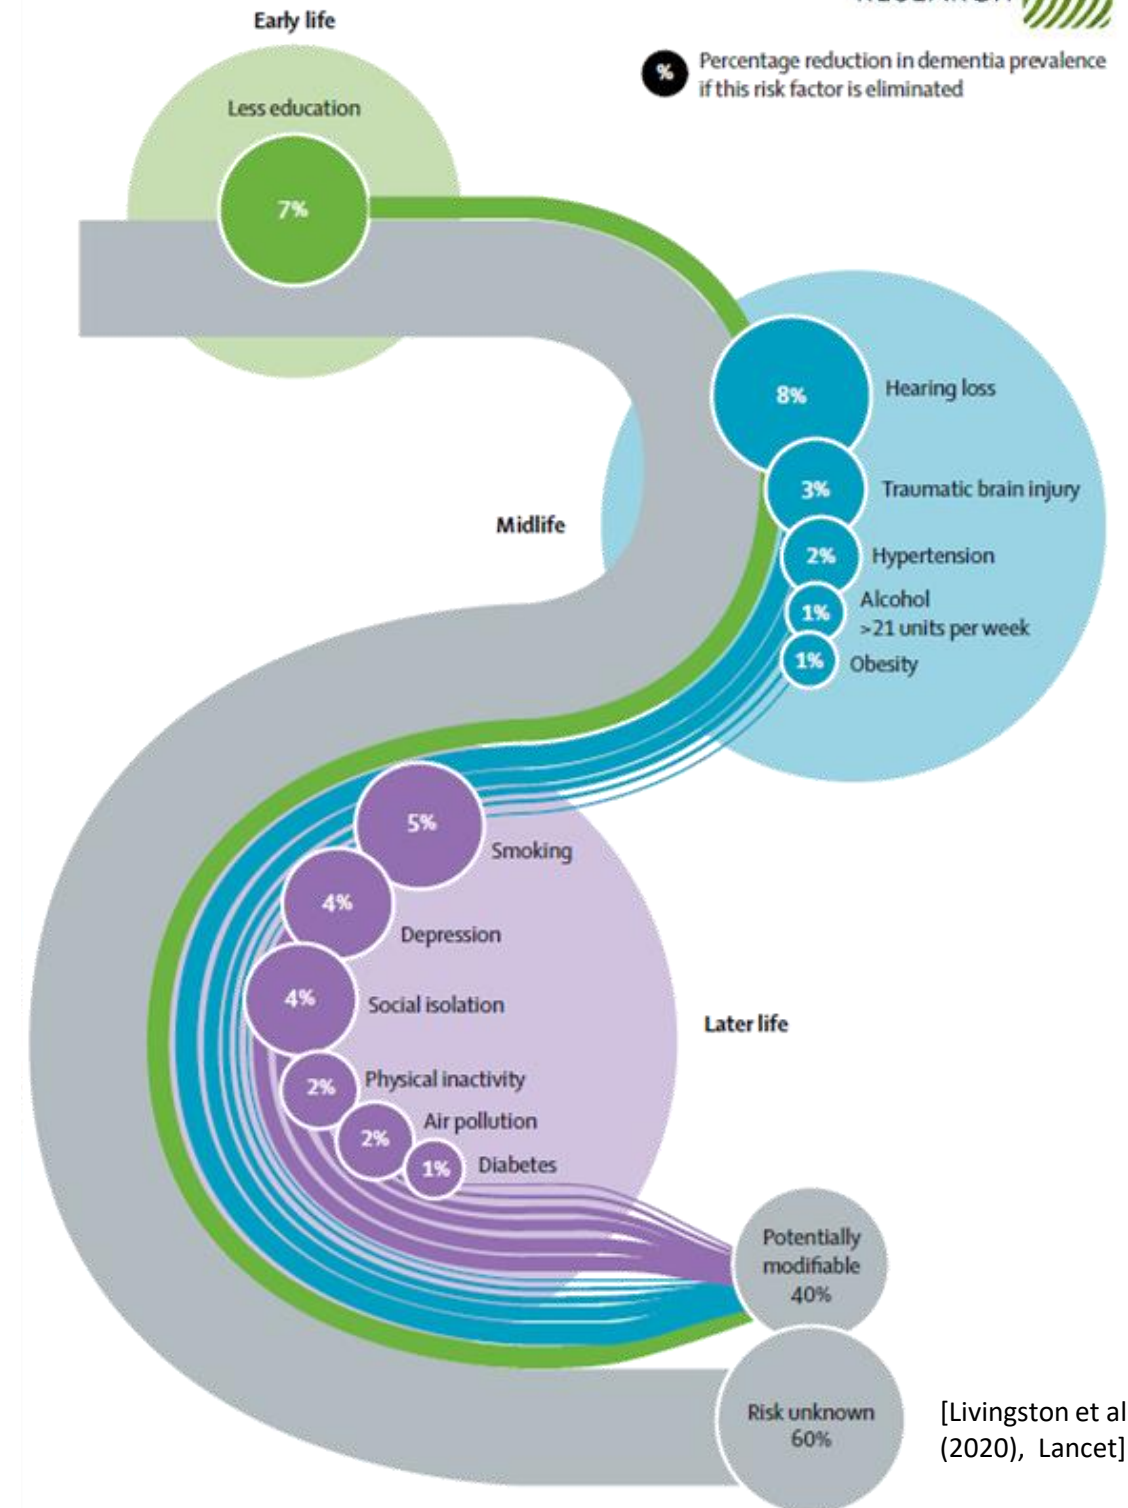 Early life
%
Percentage reduction in dementia prevalence
if this risk factor is eliminated
Less education
7%
8%
Hearing loss
3%
Traumatic brain injury
Midlife
2%
Hypertension
1%
Alcohol
>21 units per week
1%
Obesity
5%
Smoking
4%
Depression
4%
Social isolation
Later life
2%
Physical inactivity
2%
Air pollution
1%
Diabetes
Potentially
modifiable
40%
Risk unknown
60%
[Livingston et al
(2020), Lancet]